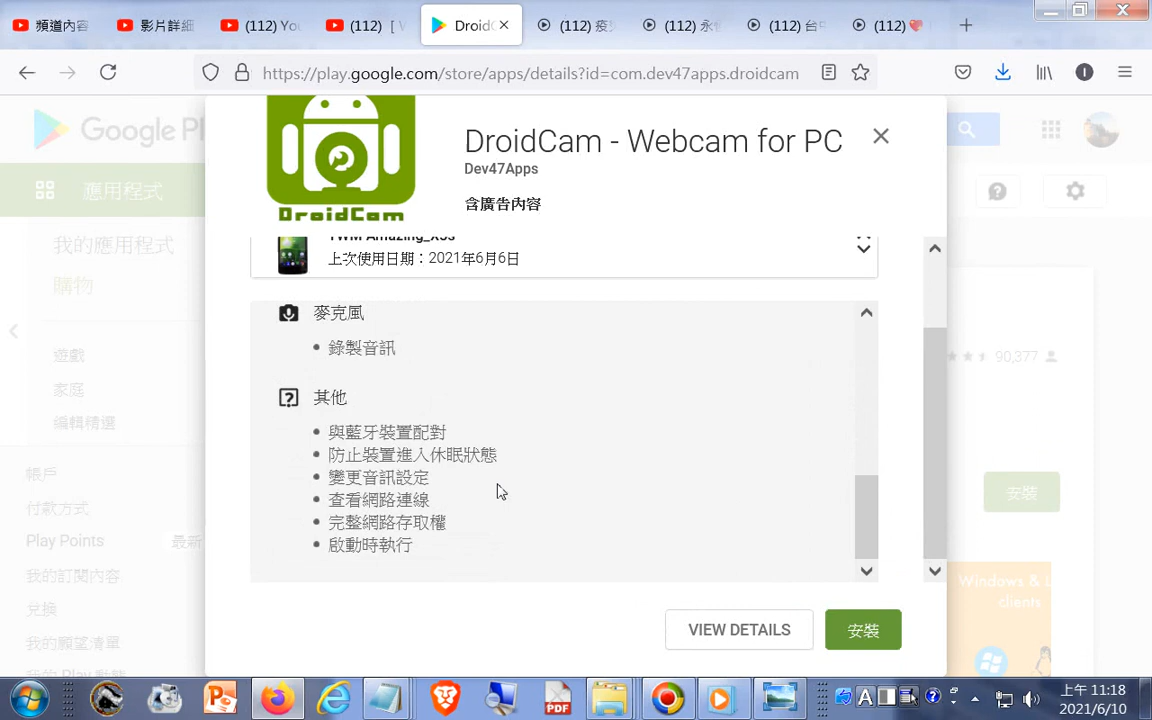 頻道內容
影片詳細
(112) You
(112) [ V
DroidC
(112) 疫
(112) 永
(112) 台
(112)
https://play.google.com/store/apps/details?id=com.dev47apps.droidcam
Google Pl
DroidCam
DroidCam - Webcam for PC
Dev47Apps
含廣告內容
應用程式
我的應用程式
購物
遊戲
家庭
編輯精選
帳戶
付款方式
Play Points
最新
我的訂閱內容
兌換
我的願望清單
TWM Amazing_X3s
上次使用日期：2021年6月6日
麥克風
• 錄製音訊
其他
• 與藍牙裝置配對
• 防止裝置進入休眠狀態
• 變更音訊設定
• 查看網路連線
• 完整網路存取權
• 啟動時執行
90,377
安裝
Windows & L
clients
VIEW DETAILS
安裝
PDF
A
上午 11:18
2021/6/10